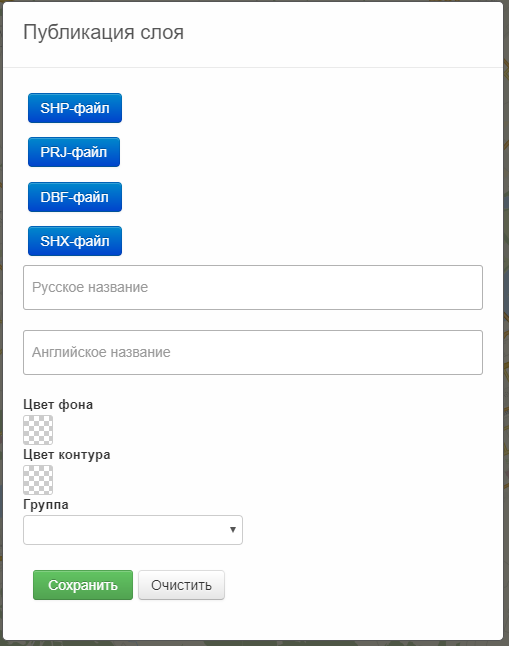 Публикация слоя
SHP-файл
PRJ-файл
DBF-файл
SHX-файл
Русское название
Английское название
Цвет фона
Цвет контура
Группа
Сохранить Очистить